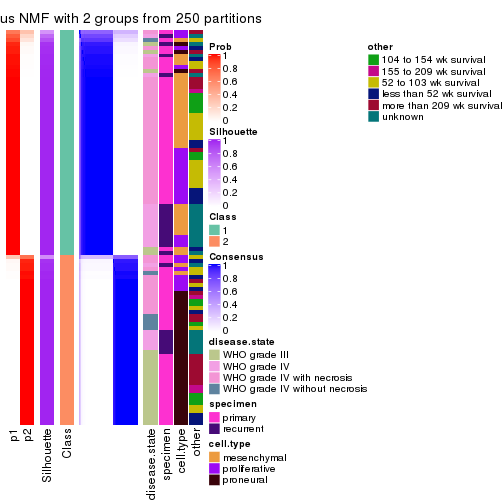 us NMF with 2 groups from 250 partitions
Prob
1
0.8
0.6
0.4
0.2
0
Silhouette
1
0.8
0.6
0.4
0.2
0
Class
1
2
Consensus
1
0.8
0.6
0.4
0.2
0
disease.state
WHO grade III
WHO grade IV
WHO grade IV with necrosis
WHO grade IV without necrosis
specimen
primary
recurrent
cell.type
mesenchymal
proliferative
proneural
other
104 to 154 wk survival
155 to 209 wk survival
52 to 103 wk survival
less than 52 wk survival
more than 209 wk survival
unknown
p1
p2
Silhouette
Class
disease.state
specimen
cell.type
other